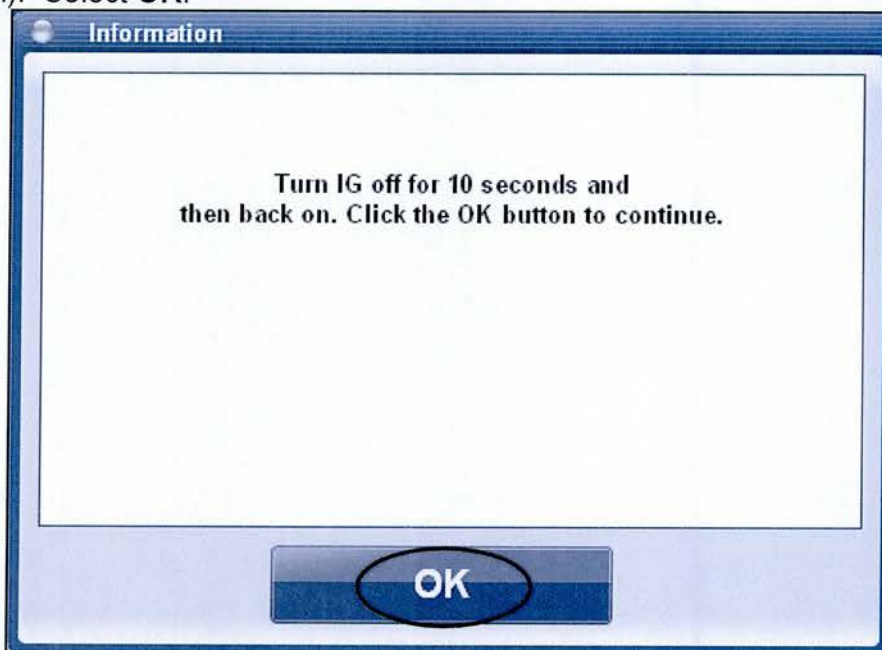 Select OK.
Information
Turn IG off for 10 seconds and
then back on. Click the OK button to continue.
OK